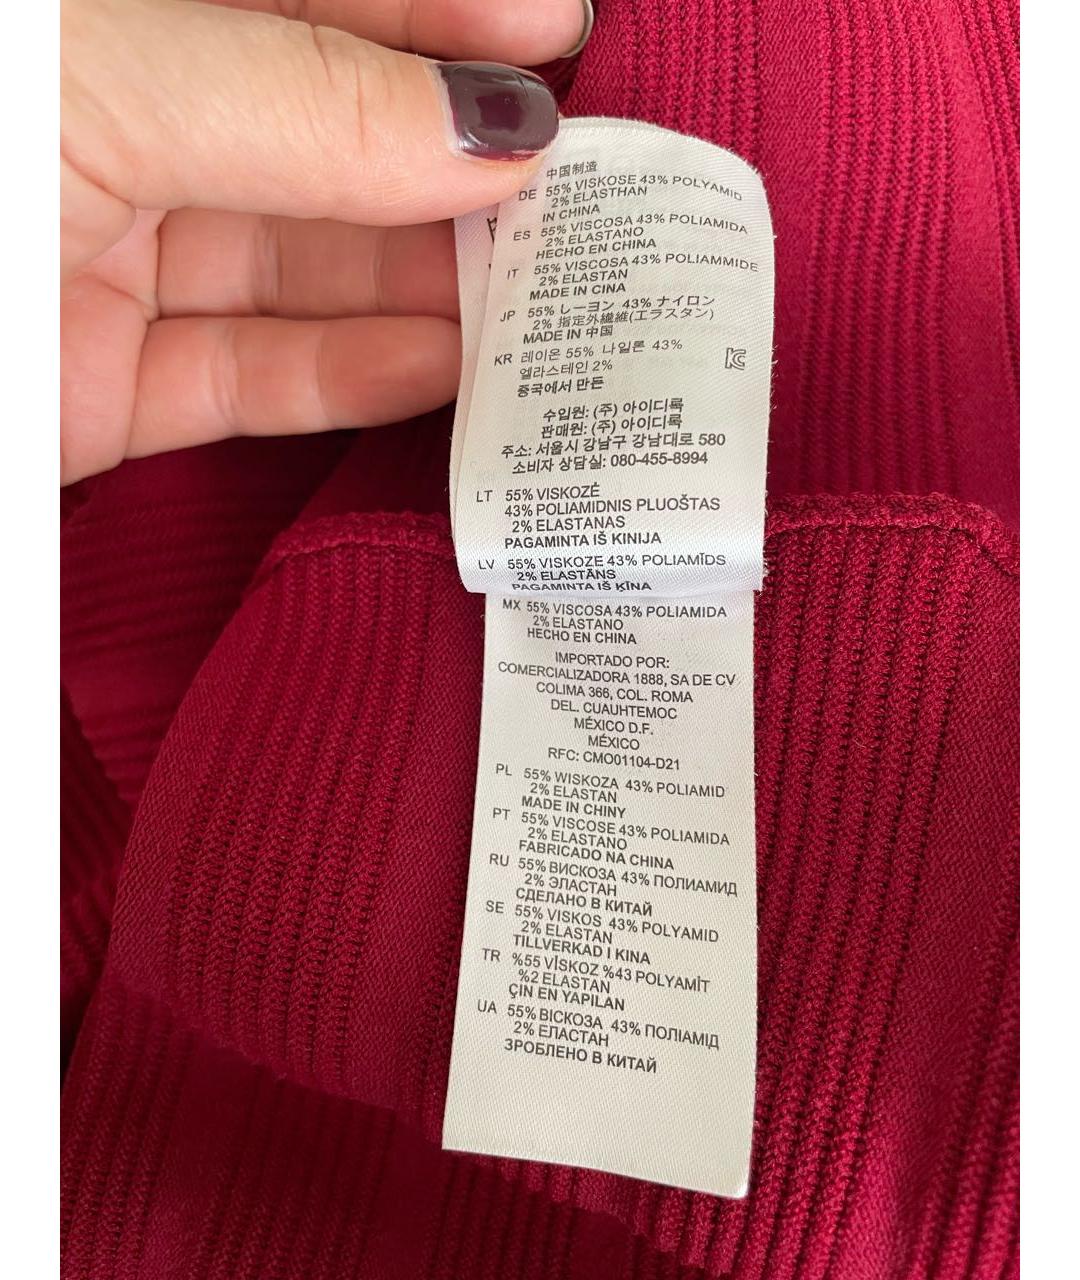 中国制造
DE 55% VISKOSE 43% POLYAMID
2% ELASTHAN
IN CHINA
ES 55% VISCOSA 43% POLIAMIDA
2% ELASTANO
HECHO EN CHINA
IT 55% VISCOSA 43% POLIAMMIDE
2% ELASTAN
MADE IN CINA
JP 55% レーヨン 43% ナイロン
2% 指定外繊維(エラスタン)
MADE IN 中国
KR 레이온 55% 나일론 43%
엘라스테인 2%
중국에서 만든
수입원: (주) 아이디룩
판매원: (주) 아이디룩
주소: 서울시 강남구 강남대로 580
소비자 상담실: 080-455-8994
LT 55% VISKOZĖ
43% POLIAMIDNIS PLUOŠTAS
2% ELASTANAS
PAGAMINTA IŠ KINIJA
LV 55% VISKOZE 43% POLIAMĪDS
2% ELASTĀNS
PAGAMINTA IŠ ĶĪNA
MX 55% VISCOSA 43% POLIAMIDA
2% ELASTANO
HECHO EN CHINA
IMPORTADO POR:
COMERCIALIZADORA 1888, SA DE CV
COLIMA 366, COL. ROMA
DEL. CUAUHTEMOC
MÉXICO D.F.
MÉXICO
RFC: CMO01104-D21
PL 55% WISKOZA 43% POLIAMID
2% ELASTAN
MADE IN CHINY
PT 55% VISCOSE 43% POLIAMIDA
2% ELASTANO
FABRICADO NA CHINA
RU 55% ВИСКОЗА 43% ПОЛИАМИД
2% ЭЛАСТАН
СДЕЛАНО В КИТАЙ
SE 55% VISKOS 43% POLYAMID
2% ELASTAN
TILLVERKAD I KINA
TR %55 VİSKOZ %43 POLYAMİT
%2 ELASTAN
ÇIN EN YAPILAN
UA 55% ВІСКОЗА 43% ПОЛІАМІД
2% ЕЛАСТАН
ЗРОБЛЕНО В КИТАЙ